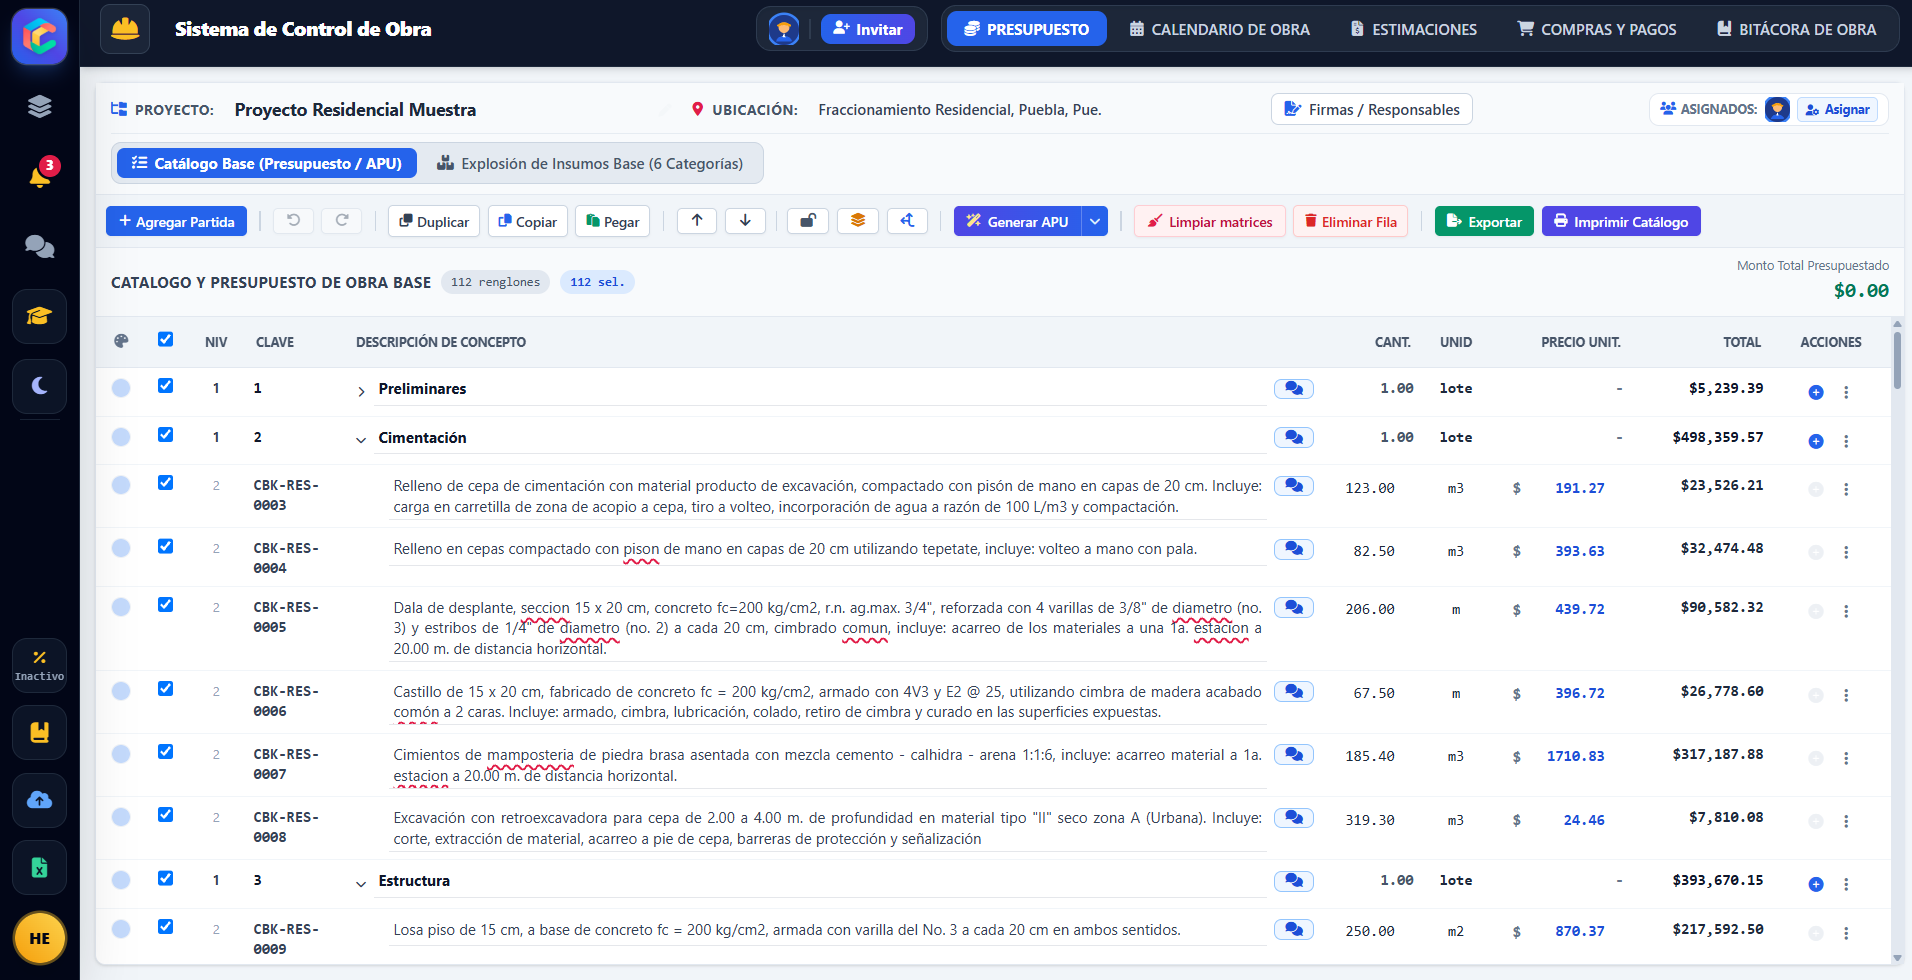 Sistema de Control de Obra
Invitar
PRESUPUESTO
CALENDARIO DE OBRA
ESTIMACIONES
COMPRAS Y PAGOS
BITÁCORA DE OBRA
3
Inactivo
HE
PROYECTO: Proyecto Residencial Muestra
UBICACIÓN: Fraccionamiento Residencial, Puebla, Pue.
Firmas / Responsables
ASIGNADOS:
Asignar
Catálogo Base (Presupuesto / APU)
Explosión de Insumos Base (6 Categorías)
+ Agregar Partida
Duplicar
Copiar
Pegar
Generar APU
Limpiar matrices
Eliminar Fila
Exportar
Imprimir Catálogo
CATALOGO Y PRESUPUESTO DE OBRA BASE 112 renglones 112 sel.
Monto Total Presupuestado
$0.00
NIV CLAVE DESCRIPCIÓN DE CONCEPTO CANT. UNID PRECIO UNIT. TOTAL ACCIONES
1 1 Preliminares 1.00 lote - $5,239.39
1 2 Cimentación 1.00 lote - $498,359.57
2 CBK-RES-0003 Relleno de cepa de cimentación con material producto de excavación, compactado con pisón de mano en capas de 20 cm. Incluye:
carga en carretilla de zona de acopio a cepa, tiro a volteo, incorporación de agua a razón de 100 L/m3 y compactación.
123.00 m3 $ 191.27 $23,526.21
2 CBK-RES-0004 Relleno en cepas compactado con pison de mano en capas de 20 cm utilizando tepetate, incluye: volteo a mano con pala.
82.50 m3 $ 393.63 $32,474.48
2 CBK-RES-0005 Dala de desplante, seccion 15 x 20 cm, concreto fc=200 kg/cm2, r.n. ag.max. 3/4", reforzada con 4 varillas de 3/8" de diametro (no.
3) y estribos de 1/4" de diametro (no. 2) a cada 20 cm, cimbrado comun, incluye: acarreo de los materiales a una 1a. estacion a
20.00 m. de distancia horizontal.
206.00 m $ 439.72 $90,582.32
2 CBK-RES-0006 Castillo de 15 x 20 cm, fabricado de concreto fc = 200 kg/cm2, armado con 4V3 y E2 @ 25, utilizando cimbra de madera acabado
comón a 2 caras. Incluye: armado, cimbra, lubricación, colado, retiro de cimbra y curado en las superficies expuestas.
67.50 m $ 396.72 $26,778.60
2 CBK-RES-0007 Cimientos de mamposteria de piedra brasa asentada con mezcla cemento - calhidra - arena 1:1:6, incluye: acarreo material a 1a.
estacion a 20.00 m. de distancia horizontal.
185.40 m3 $ 1710.83 $317,187.88
2 CBK-RES-0008 Excavación con retroexcavadora para cepa de 2.00 a 4.00 m. de profundidad en material tipo "II" seco zona A (Urbana). Incluye:
corte, extracción de material, acarreo a pie de cepa, barreras de protección y señalización
319.30 m3 $ 24.46 $7,810.08
1 3 Estructura 1.00 lote - $393,670.15
2 CBK-RES-0009 Losa piso de 15 cm, a base de concreto fc = 200 kg/cm2, armada con varilla del No. 3 a cada 20 cm en ambos sentidos.
250.00 m2 $ 870.37 $217,592.50